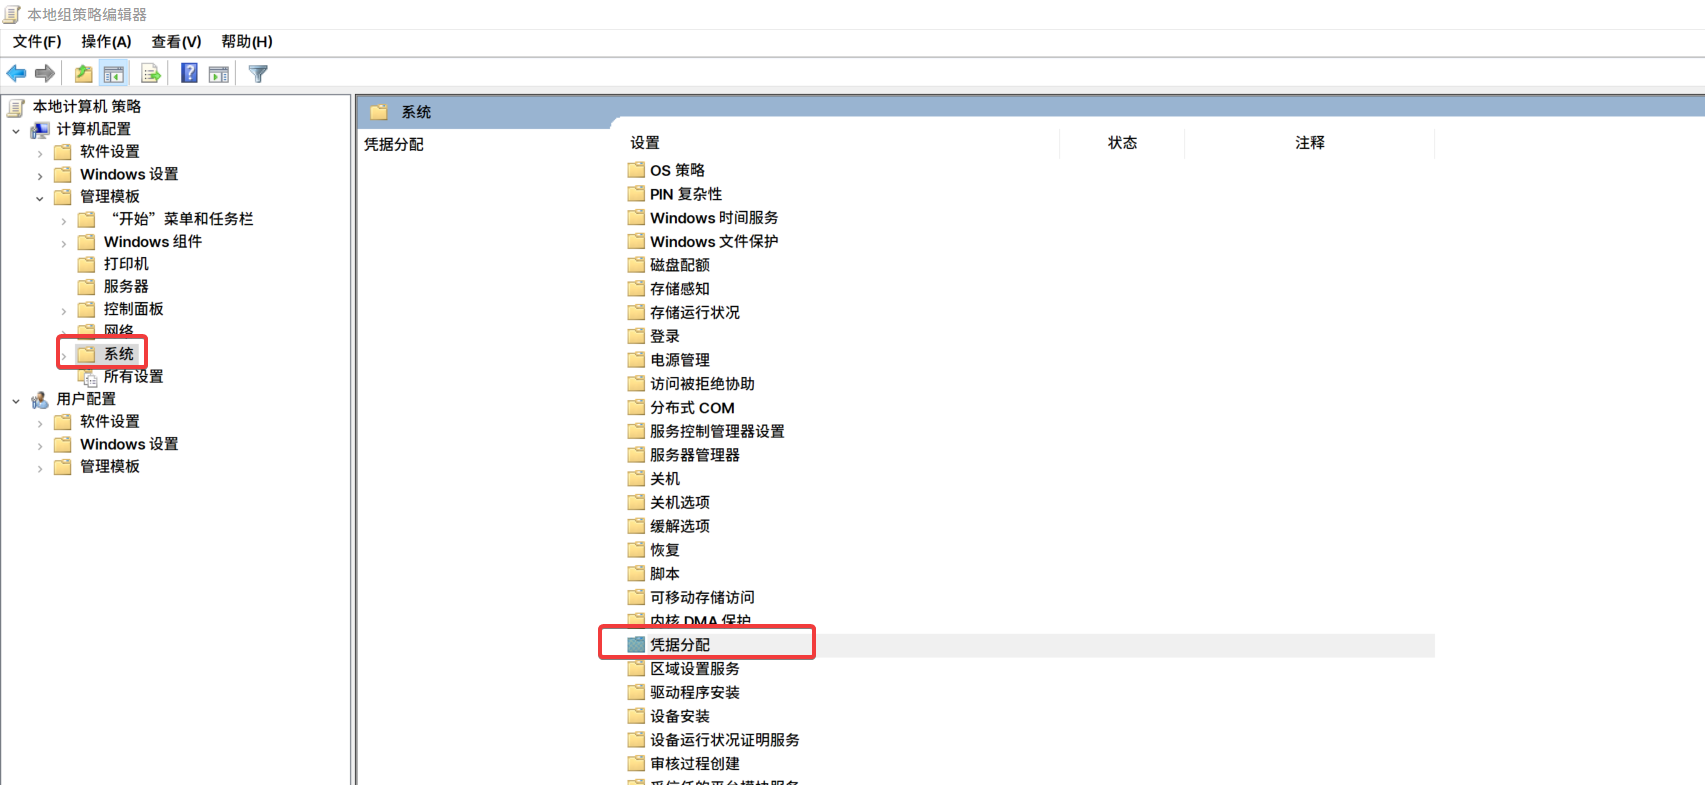 本地组策略编辑器
文件(F) 操作(A) 查看(V) 帮助(H)
本地计算机 策略
计算机配置
软件设置
Windows 设置
管理模板
“开始”菜单和任务栏
Windows 组件
打印机
服务器
控制面板
网络
系统
所有设置
用户配置
软件设置
Windows 设置
管理模板
系统
凭据分配
设置 状态 注释
OS 策略
PIN 复杂性
Windows 时间服务
Windows 文件保护
磁盘配额
存储感知
存储运行状况
登录
电源管理
访问被拒绝协助
分布式 COM
服务控制管理器设置
服务器管理器
关机
关机选项
缓解选项
恢复
脚本
可移动存储访问
内核 DMA 保护
凭据分配
区域设置服务
驱动程序安装
设备安装
设备运行状况证明服务
审核过程创建
受信任的平台模块服务